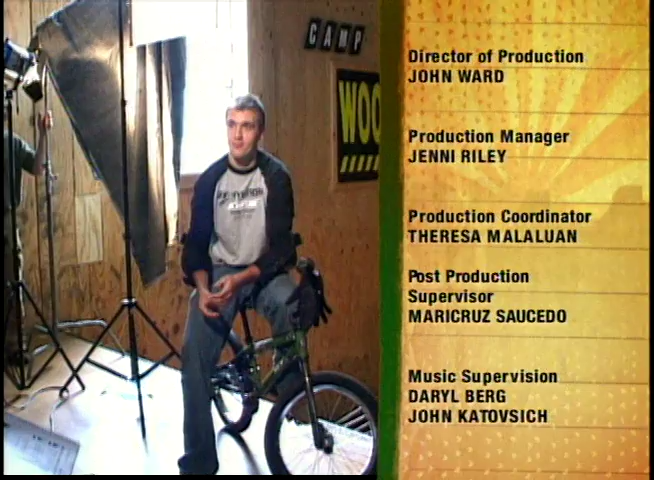 CAMP
WOO
Director of Production
JOHN WARD
Production Manager
JENNI RILEY
Production Coordinator
THERESA MALALUAN
Post Production
Supervisor
MARICRUZ SAUCEDO
Music Supervision
DARYL BERG
JOHN KATOVSICH